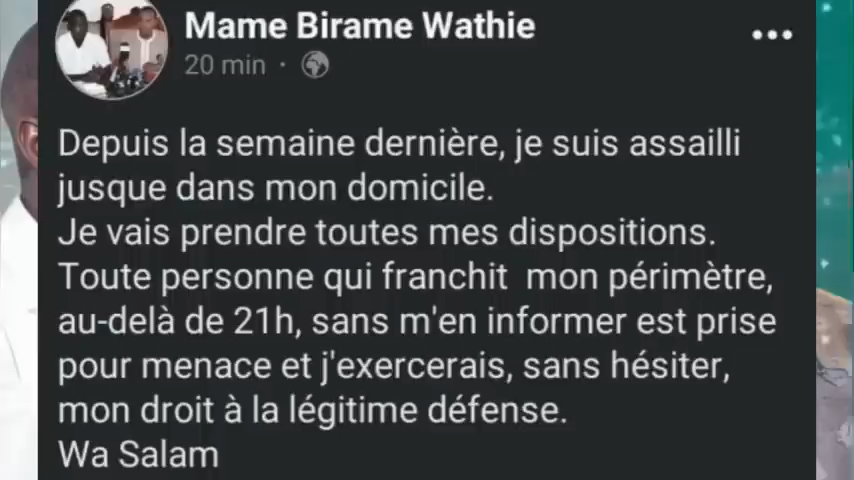 Mame Birame Wathie
20 min ·
Depuis la semaine dernière, je suis assailli
jusque dans mon domicile.
Je vais prendre toutes mes dispositions.
Toute personne qui franchit mon périmètre,
au-delà de 21h, sans m'en informer est prise
pour menace et j'exercerais, sans hésiter,
mon droit à la légitime défense.
Wa Salam